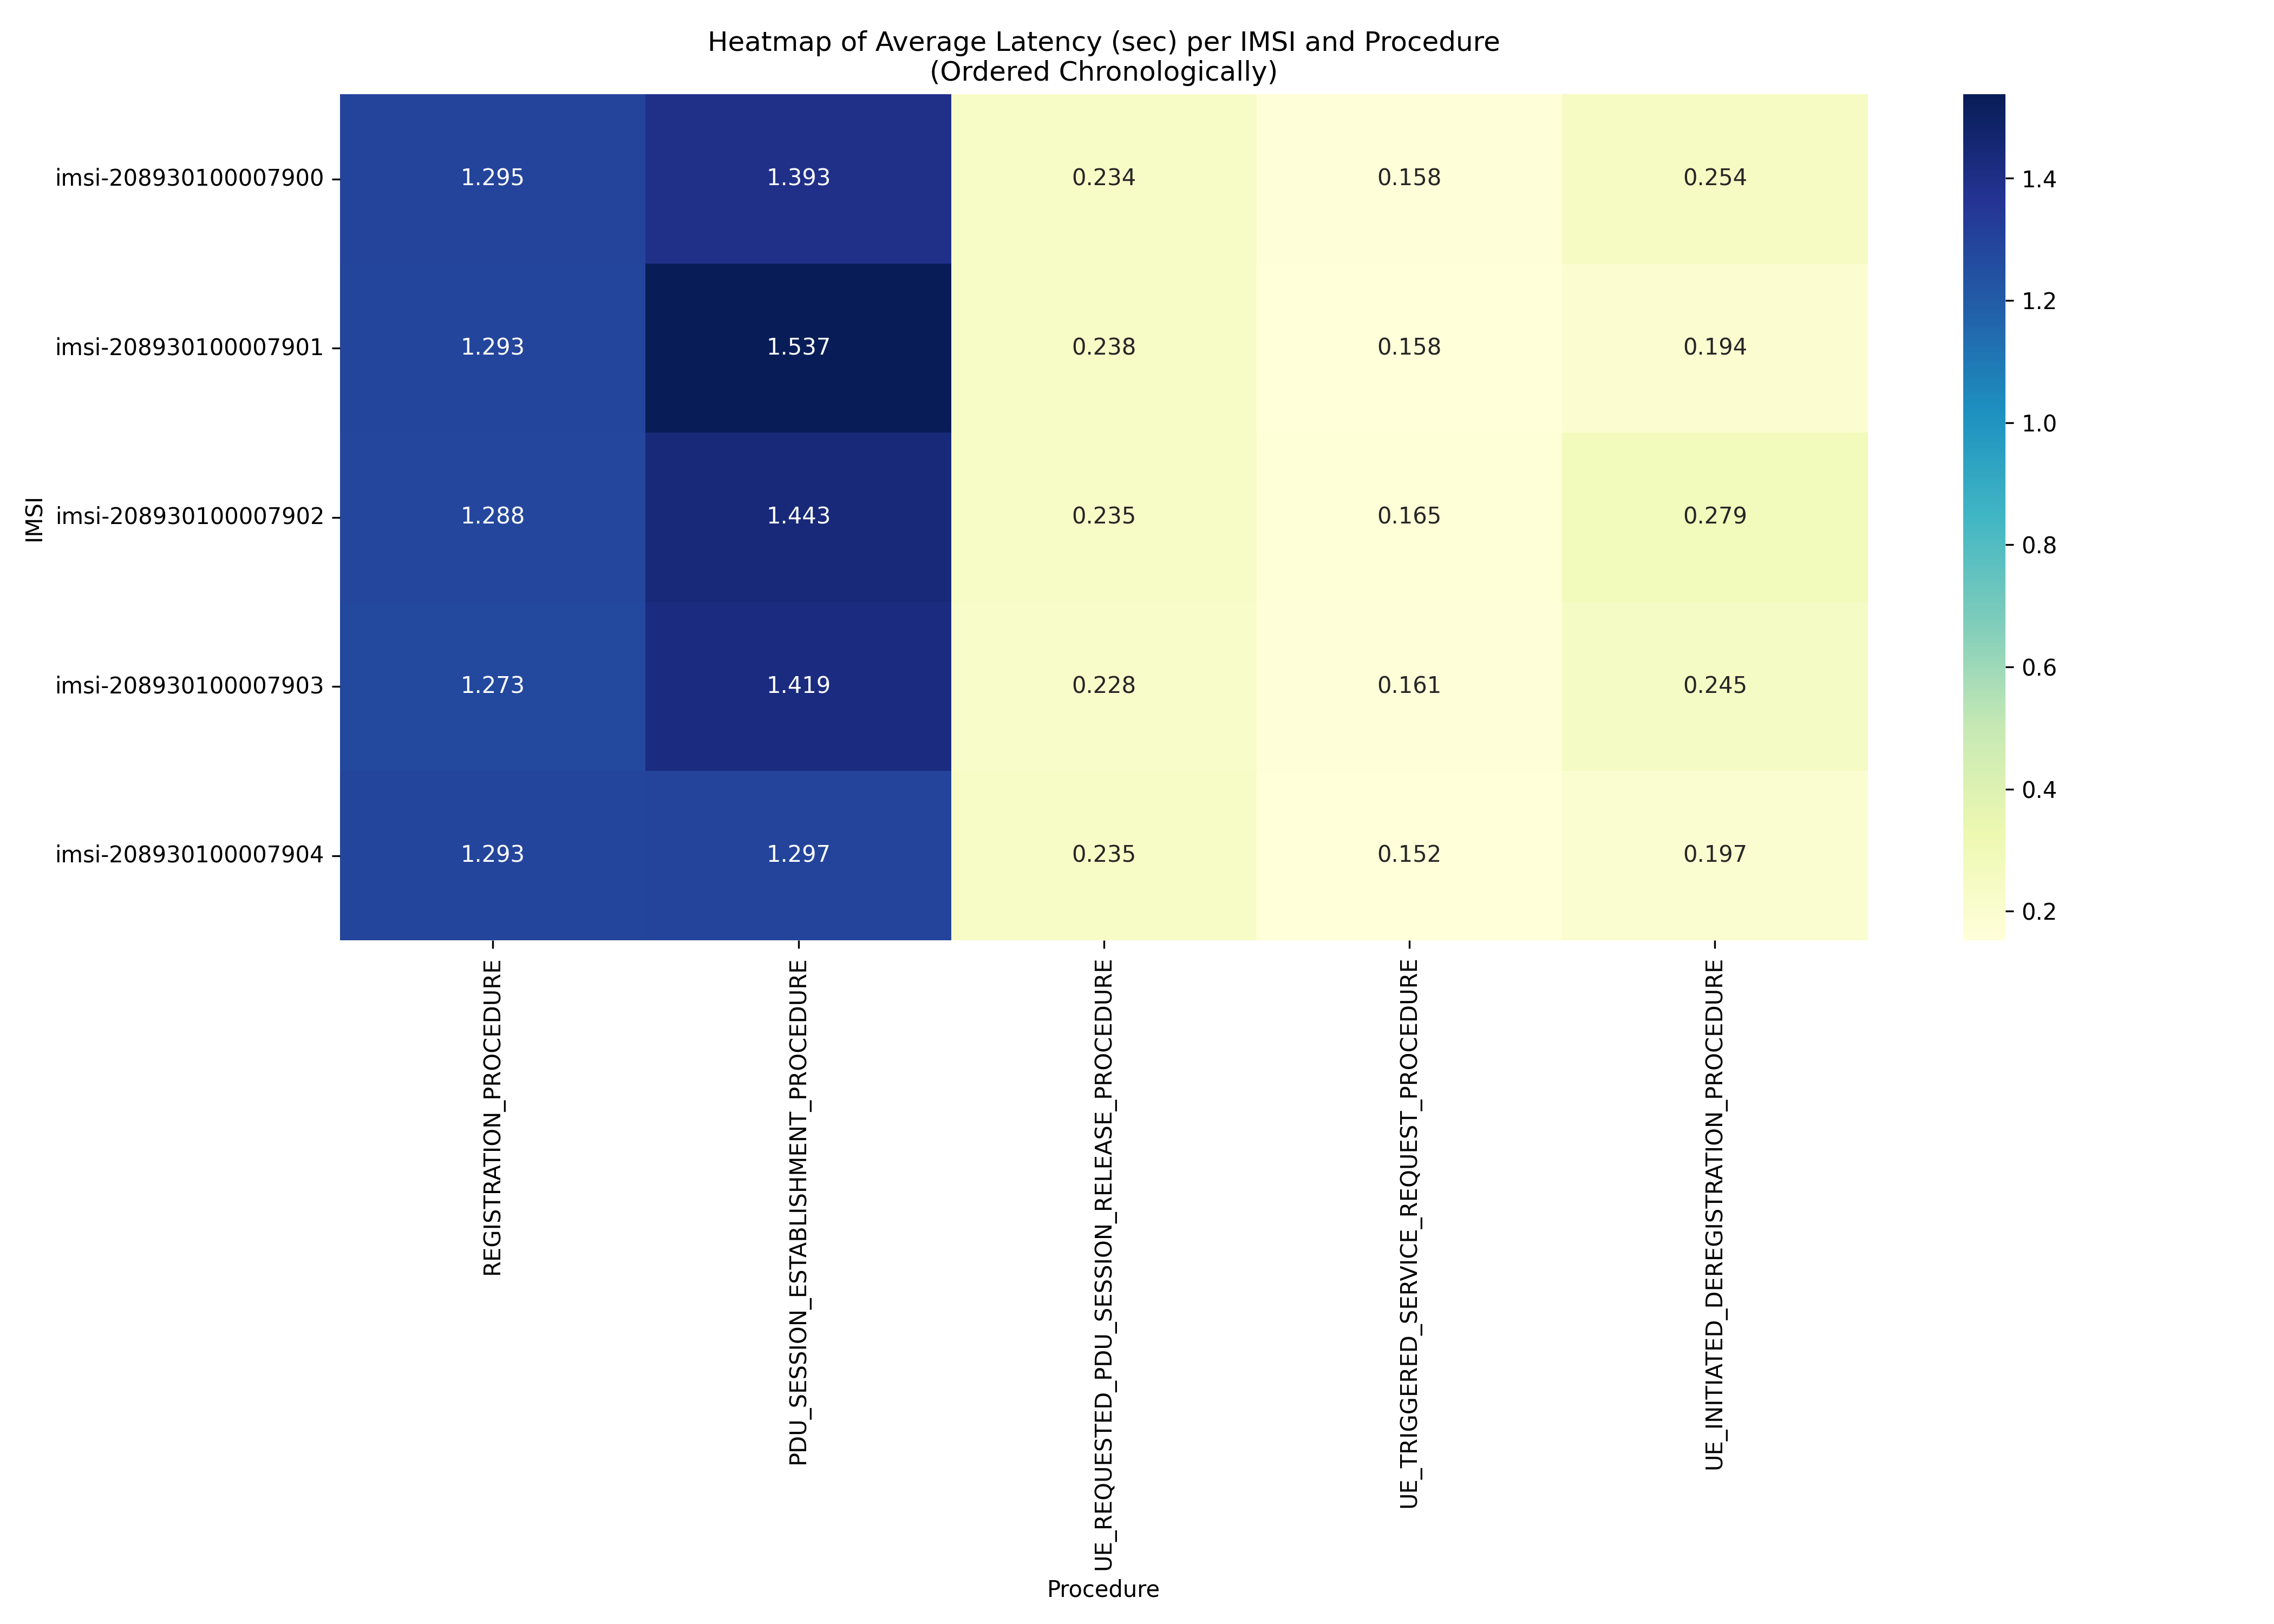 Heatmap of Average Latency (sec) per IMSI and Procedure
(Ordered Chronologically)
IMSI
imsi-208930100007900 1.295 1.393 0.234 0.158 0.254
imsi-208930100007901 1.293 1.537 0.238 0.158 0.194
imsi-208930100007902 1.288 1.443 0.235 0.165 0.279
imsi-208930100007903 1.273 1.419 0.228 0.161 0.245
imsi-208930100007904 1.293 1.297 0.235 0.152 0.197
REGISTRATION_PROCEDURE
PDU_SESSION_ESTABLISHMENT_PROCEDURE
UE_REQUESTED_PDU_SESSION_RELEASE_PROCEDURE
UE_TRIGGERED_SERVICE_REQUEST_PROCEDURE
UE_INITIATED_DEREGISTRATION_PROCEDURE
Procedure
1.4
1.2
1.0
0.8
0.6
0.4
0.2